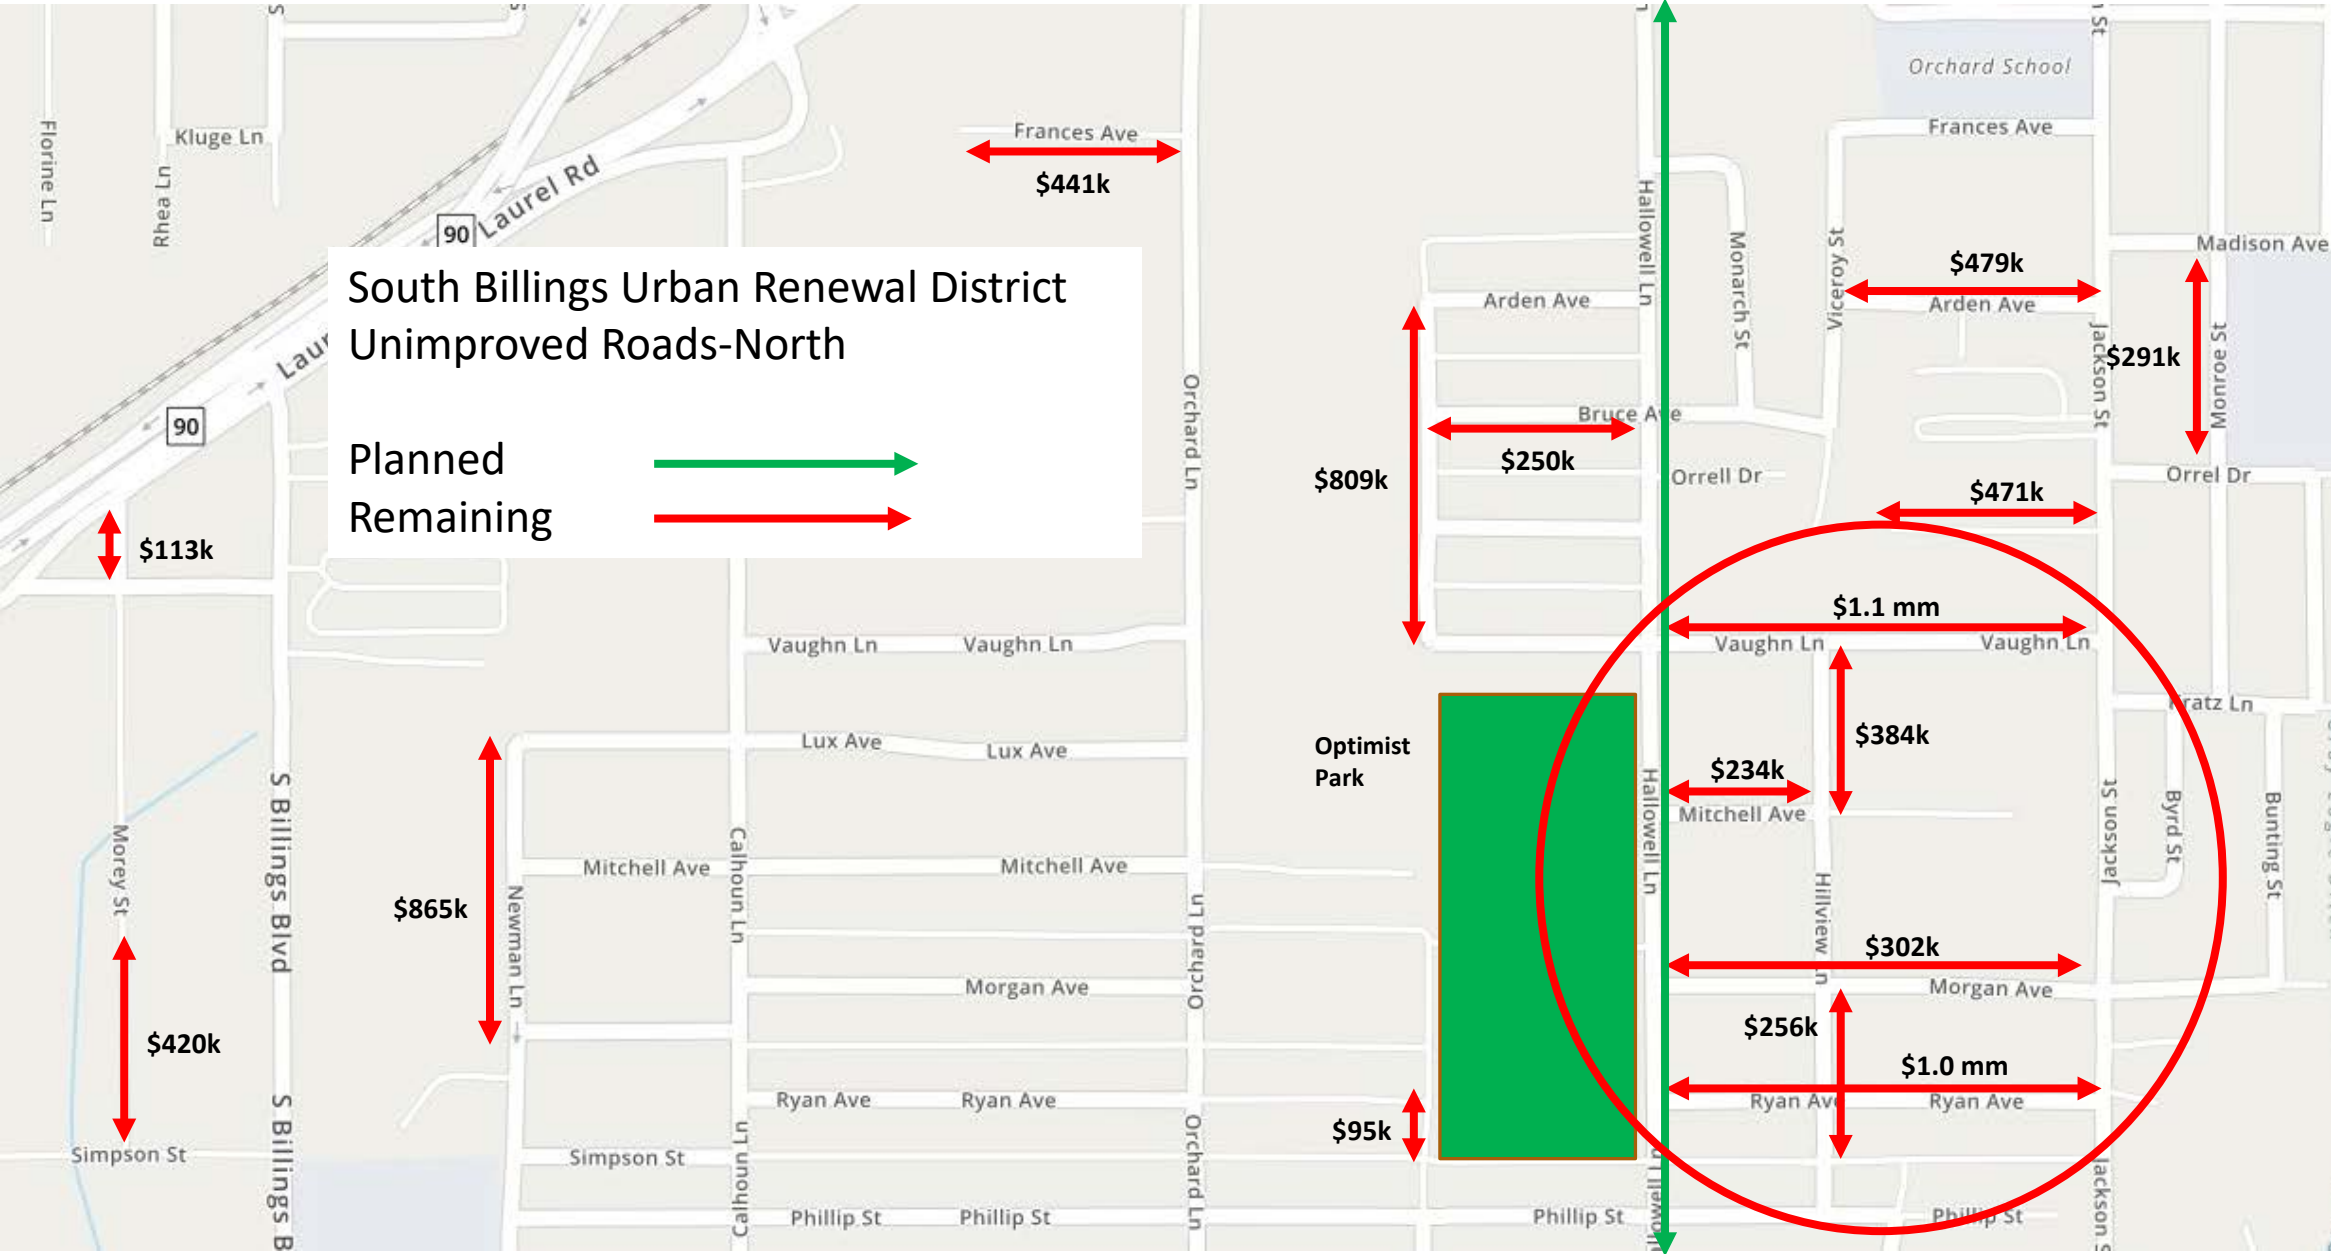 South Billings Urban Renewal District
Unimproved Roads-North
Planned
Remaining
Orchard School
Frances Ave
Frances Ave
$441k
Florine Ln
Kluge Ln
Rhea Ln
Laurel Rd
90
90
Laur
Hallowell Ln
Monarch St
Viceroy St
Madison Ave
$479k
Arden Ave
Arden Ave
Jackson St
$291k
Monroe St
Orchard Ln
Bruce Ave
$250k
$809k
Orrell Dr
Orrel Dr
$471k
$113k
$1.1 mm
Vaughn Ln
Vaughn Ln
Vaughn Ln
Vaughn Ln
Optimist
Park
$384k
$234k
Mitchell Ave
Hallowell Ln
Jackson St
Byrd St
Bunting St
Lux Ave
Lux Ave
S Billings Blvd
Morey St
Mitchell Ave
Mitchell Ave
Calhoun Ln
Newman Ln
$865k
Orchard Ln
Hillview Ln
$302k
Morgan Ave
Morgan Ave
$420k
$256k
$1.0 mm
Ryan Ave
Ryan Ave
Ryan Ave
Ryan Ave
$95k
Simpson St
Simpson St
S Billings B
Calhoun Ln
Orchard Ln
Phillip St
Phillip St
Phillip St
Phillip St
Jackson S